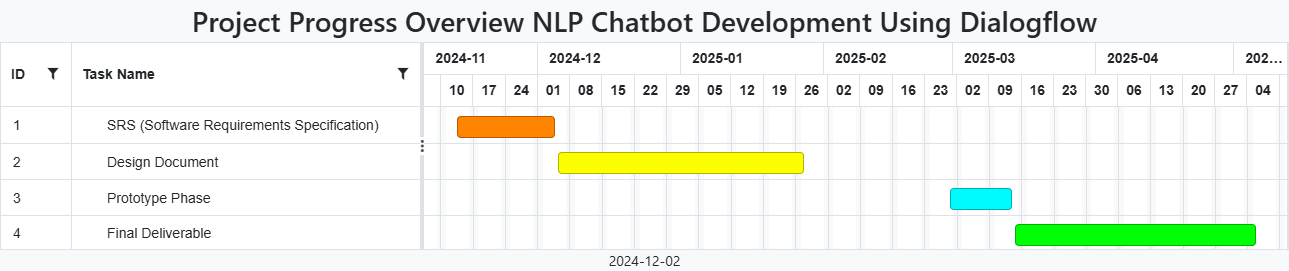 Project Progress Overview NLP Chatbot Development Using Dialogflow
ID Task Name 2024-11 2024-12 2025-01 2025-02 2025-03 2025-04 202...
10 17 24 01 08 15 22 29 05 12 19 26 02 09 16 23 02 09 16 23 30 06 13 20 27 04
1 SRS (Software Requirements Specification)
2 Design Document
3 Prototype Phase
4 Final Deliverable
2024-12-02